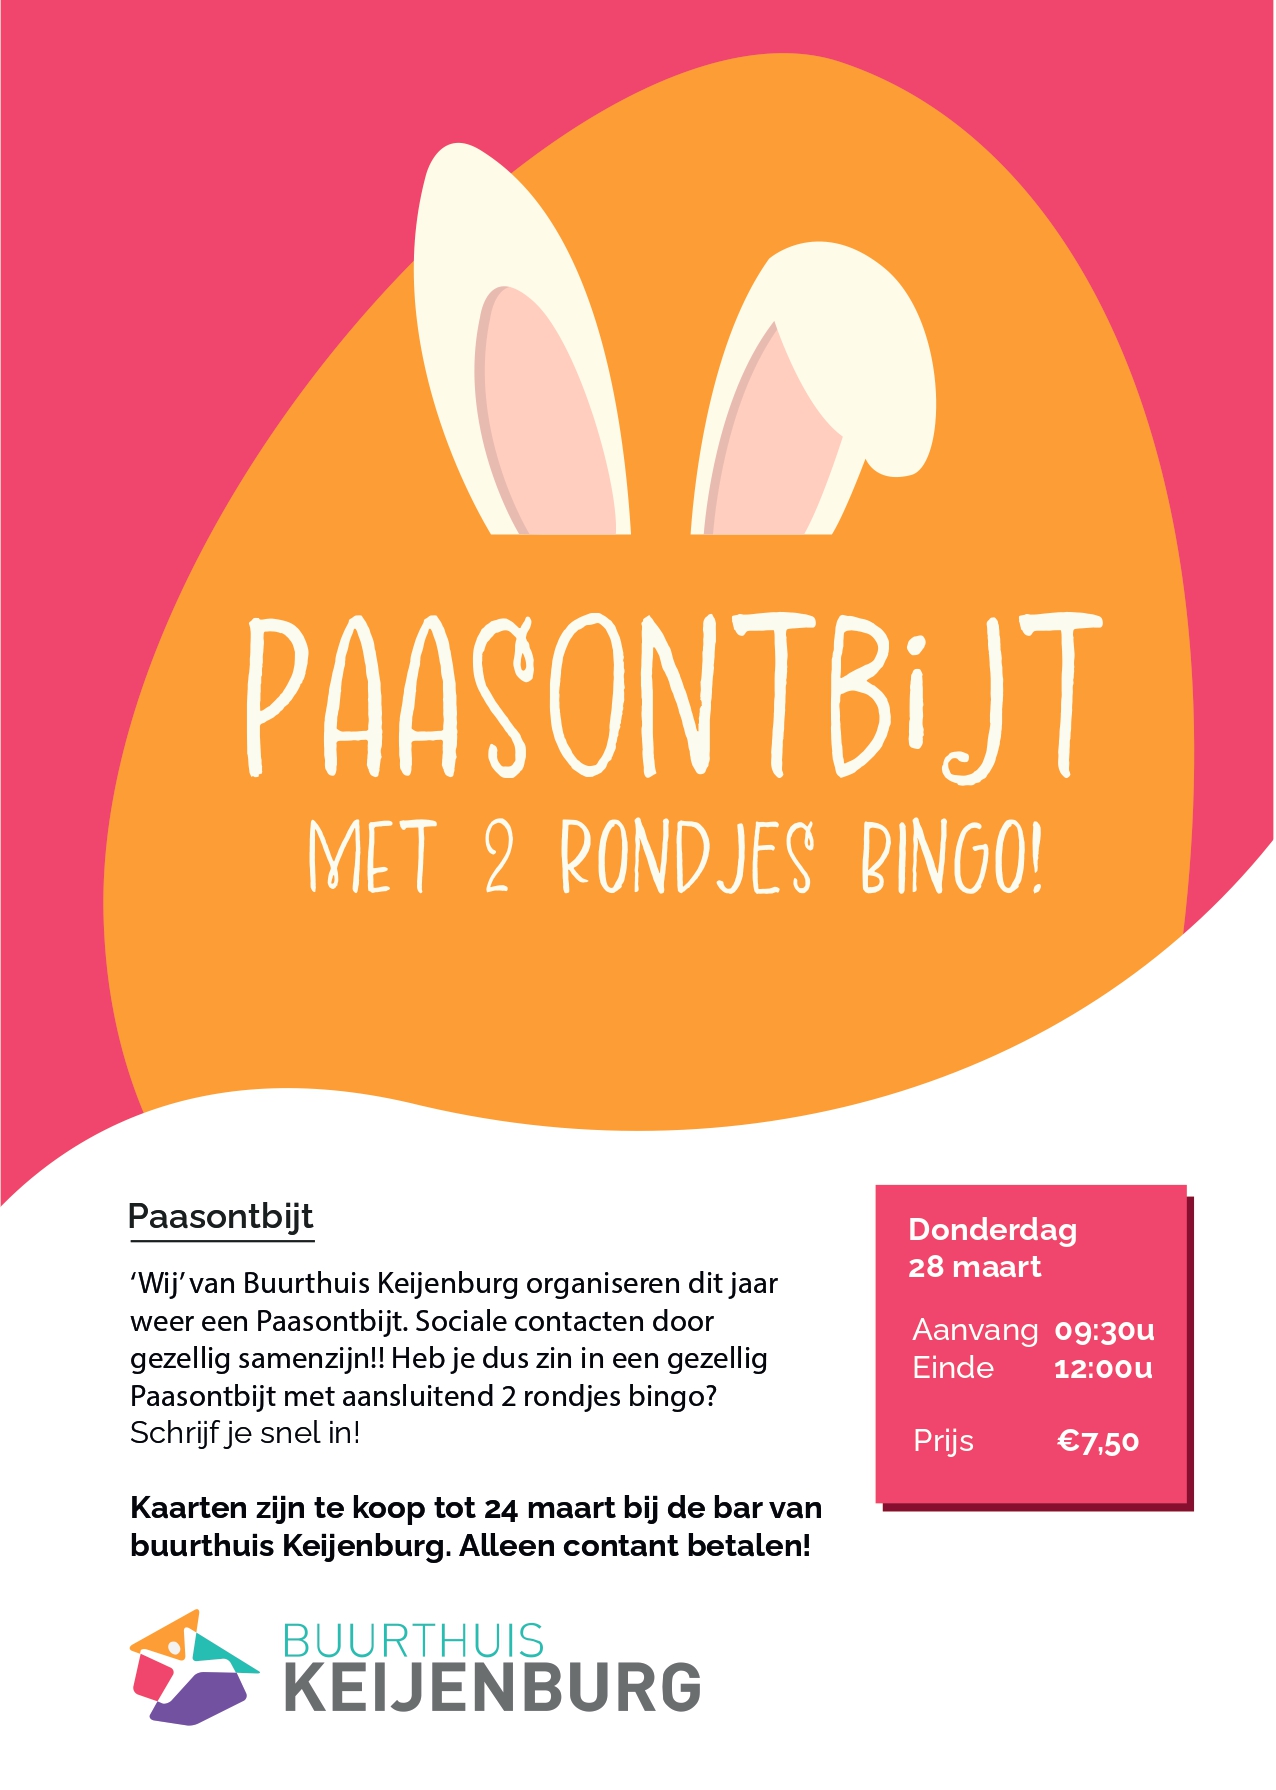 PAASONTBiJT
MET 2 RONDJES BINGO!
Paasontbijt
‘Wij’ van Buurthuis Keijenburg organiseren dit jaar
weer een Paasontbijt. Sociale contacten door
gezellig samenzijn!! Heb je dus zin in een gezellig
Paasontbijt met aansluitend 2 rondjes bingo?
Schrijf je snel in!
Kaarten zijn te koop tot 24 maart bij de bar van
buurthuis Keijenburg. Alleen contant betalen!
Donderdag
28 maart
Aanvang 09:30u
Einde 12:00u
Prijs €7,50
BUURTHUIS
KEIJENBURG